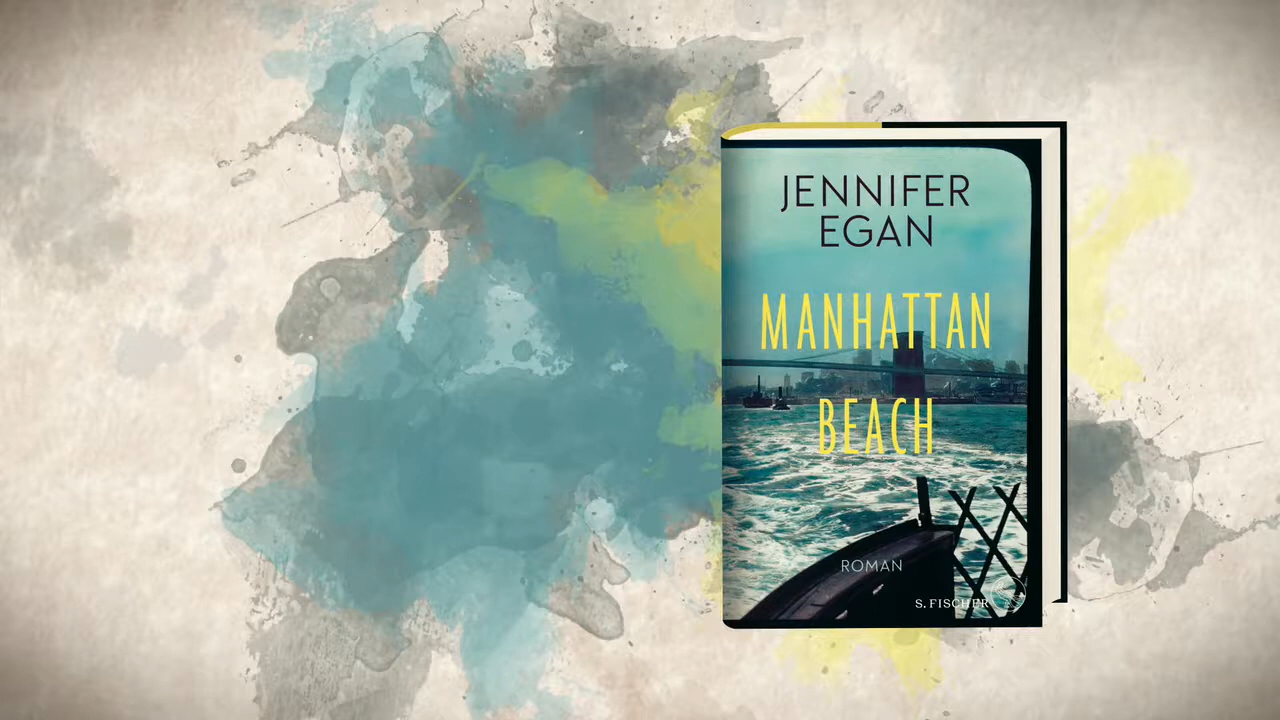 JENNIFER
EGAN
MANHATTAN
BEACH
ROMAN
S. FISCHER